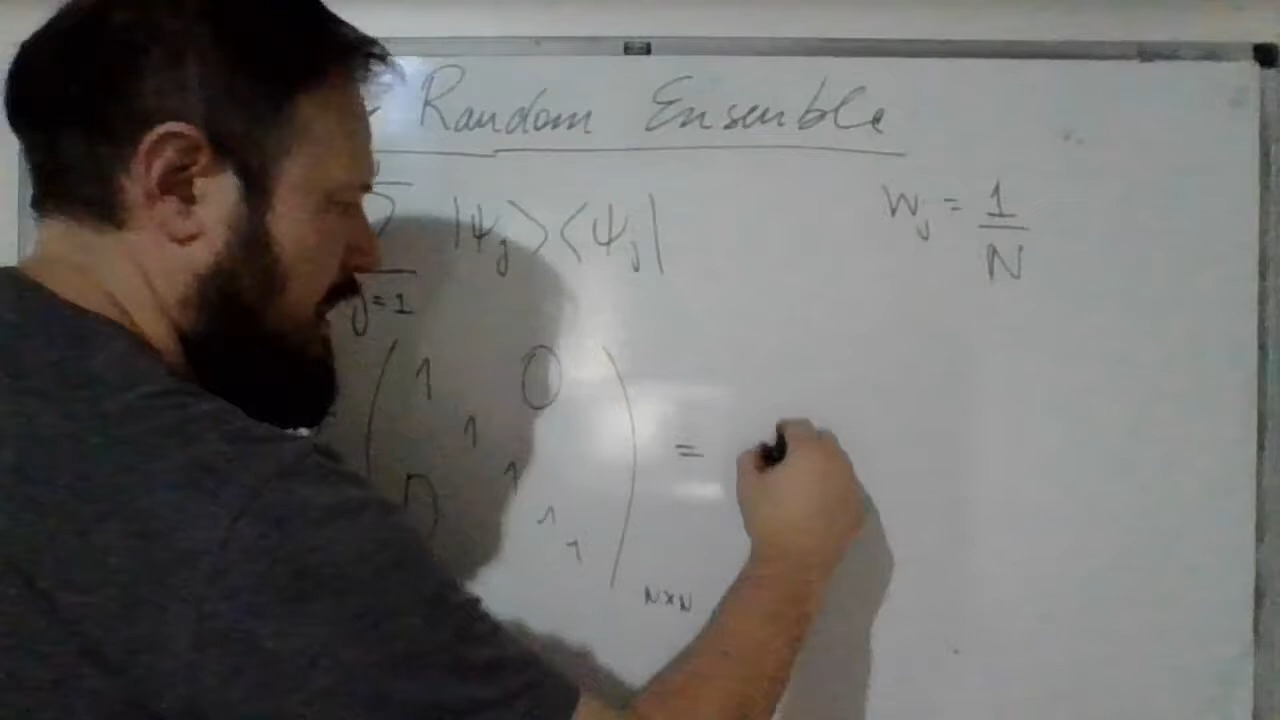 Random Ensemble
|ψj⟩⟨ψj| Wj = 1/N
j=1
1 0
1
0 1 =
1
1
N×N